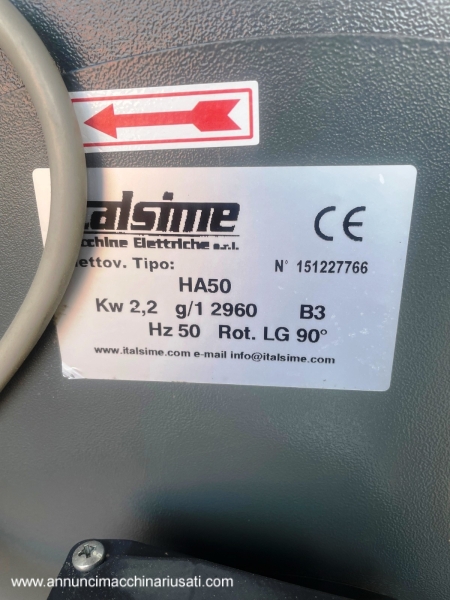 italsime
cchine Elettriche s.r.l.
ettov. Tipo:
N° 151227766
HA50
Kw 2,2 g/1 2960 B3
Hz 50 Rot. LG 90°
www.italsime.com e-mail info@italsime.com
CE
www.annuncimacchinariusati.com